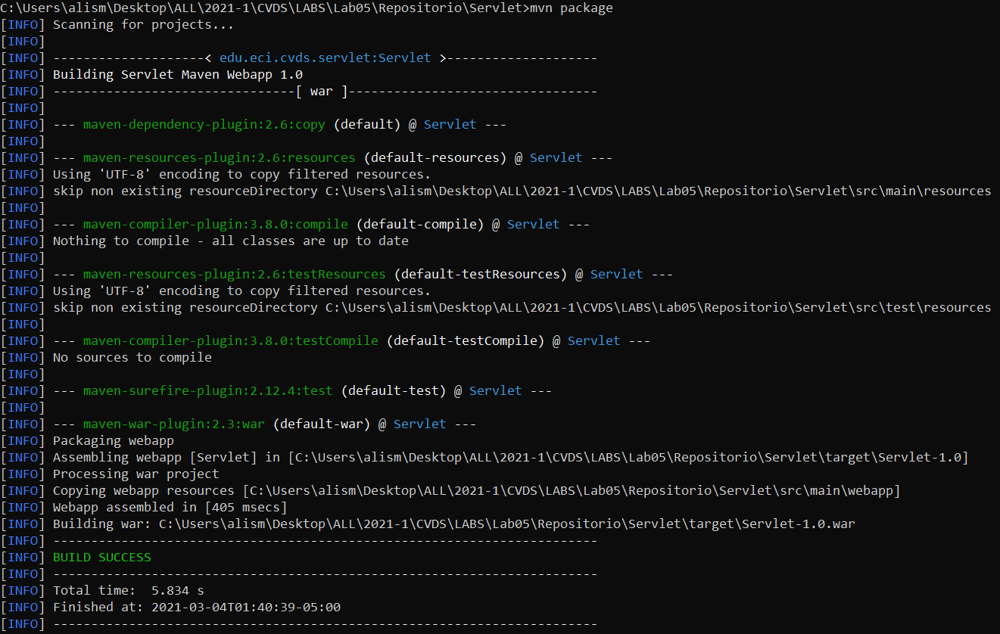 C:\Users\alism\Desktop\ALL\2021-1\CVDS\LABS\Lab05\Repositorio\Servlet>mvn package
[INFO] Scanning for projects...
[INFO]
[INFO] --------------------< edu.eci.cvds.servlet:Servlet >--------------------
[INFO] Building Servlet Maven Webapp 1.0
[INFO] --------------------------------[ war ]---------------------------------
[INFO]
[INFO] --- maven-dependency-plugin:2.6:copy (default) @ Servlet ---
[INFO]
[INFO] --- maven-resources-plugin:2.6:resources (default-resources) @ Servlet ---
[INFO] Using 'UTF-8' encoding to copy filtered resources.
[INFO] skip non existing resourceDirectory C:\Users\alism\Desktop\ALL\2021-1\CVDS\LABS\Lab05\Repositorio\Servlet\src\main\resources
[INFO]
[INFO] --- maven-compiler-plugin:3.8.0:compile (default-compile) @ Servlet ---
[INFO] Nothing to compile - all classes are up to date
[INFO]
[INFO] --- maven-resources-plugin:2.6:testResources (default-testResources) @ Servlet ---
[INFO] Using 'UTF-8' encoding to copy filtered resources.
[INFO] skip non existing resourceDirectory C:\Users\alism\Desktop\ALL\2021-1\CVDS\LABS\Lab05\Repositorio\Servlet\src\test\resources
[INFO]
[INFO] --- maven-compiler-plugin:3.8.0:testCompile (default-testCompile) @ Servlet ---
[INFO] No sources to compile
[INFO]
[INFO] --- maven-surefire-plugin:2.12.4:test (default-test) @ Servlet ---
[INFO]
[INFO] --- maven-war-plugin:2.3:war (default-war) @ Servlet ---
[INFO] Packaging webapp
[INFO] Assembling webapp [Servlet] in [C:\Users\alism\Desktop\ALL\2021-1\CVDS\LABS\Lab05\Repositorio\Servlet\target\Servlet-1.0]
[INFO] Processing war project
[INFO] Copying webapp resources [C:\Users\alism\Desktop\ALL\2021-1\CVDS\LABS\Lab05\Repositorio\Servlet\src\main\webapp]
[INFO] Webapp assembled in [405 msecs]
[INFO] Building war: C:\Users\alism\Desktop\ALL\2021-1\CVDS\LABS\Lab05\Repositorio\Servlet\target\Servlet-1.0.war
[INFO] ------------------------------------------------------------------------
[INFO] BUILD SUCCESS
[INFO] ------------------------------------------------------------------------
[INFO] Total time:  5.834 s
[INFO] Finished at: 2021-03-04T01:40:39-05:00
[INFO] ------------------------------------------------------------------------